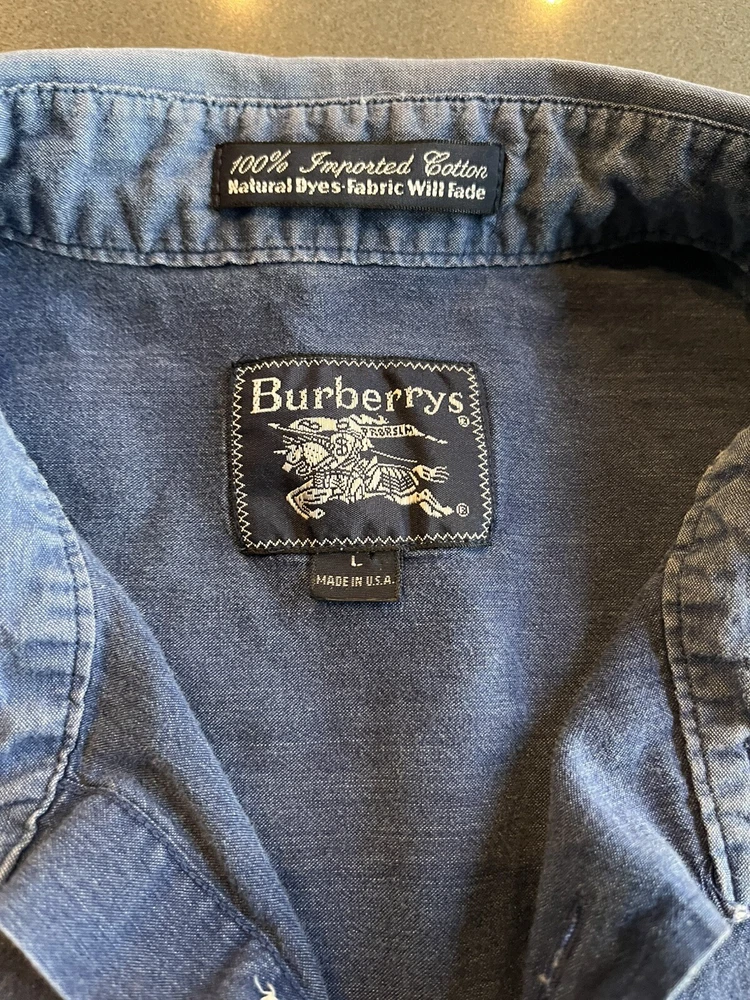 100% Imported Cotton
Natural Dyes-Fabric Will Fade
Burberrys®
PRORSUM
®
L
MADE IN U.S.A.